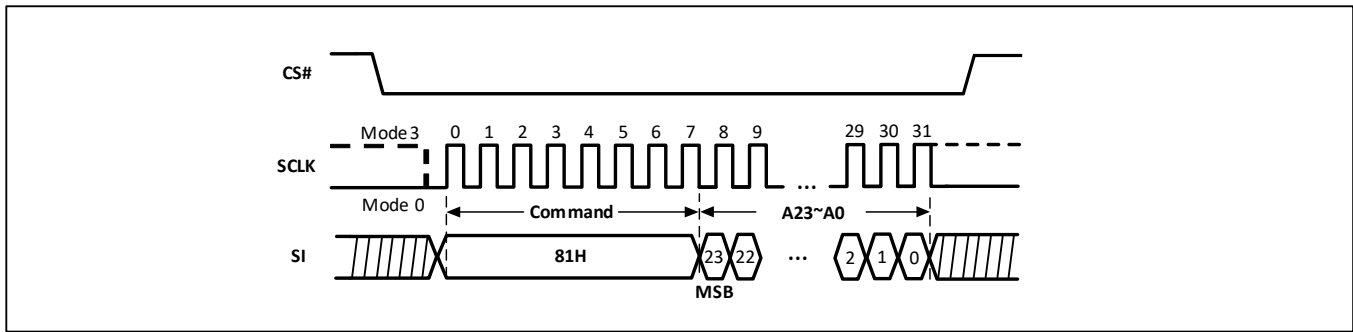 CS#
Mode 3 0 1 2 3 4 5 6 7 8 9 29 30 31
SCLK ...
Mode 0 Command A23~A0
SI 81H 23 22 ... 2 1 0
MSB